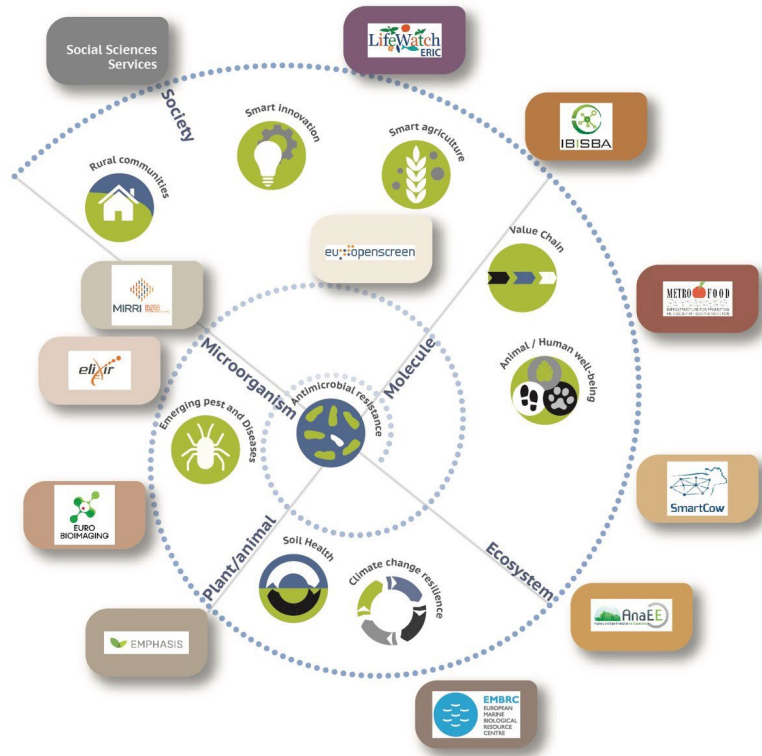 Social Sciences
Services
LifeWatch
ERIC
Society
Smart innovation
Smart agriculture
IBISBA
Rural communities
eu openscreen
Value Chain
MIRRI
METRO FOOD
elixir
Microorganism
Molecule
Antimicrobial resistance
Animal / Human well-being
Emerging pest and Diseases
EURO
BIOIMAGING
SmartCow
Plant/animal
Soil Health
Climate change resilience
Ecosystem
EMPHASIS
AnaEE
EMBRC
EUROPEAN
MARINE
BIOLOGICAL
RESOURCE
CENTRE